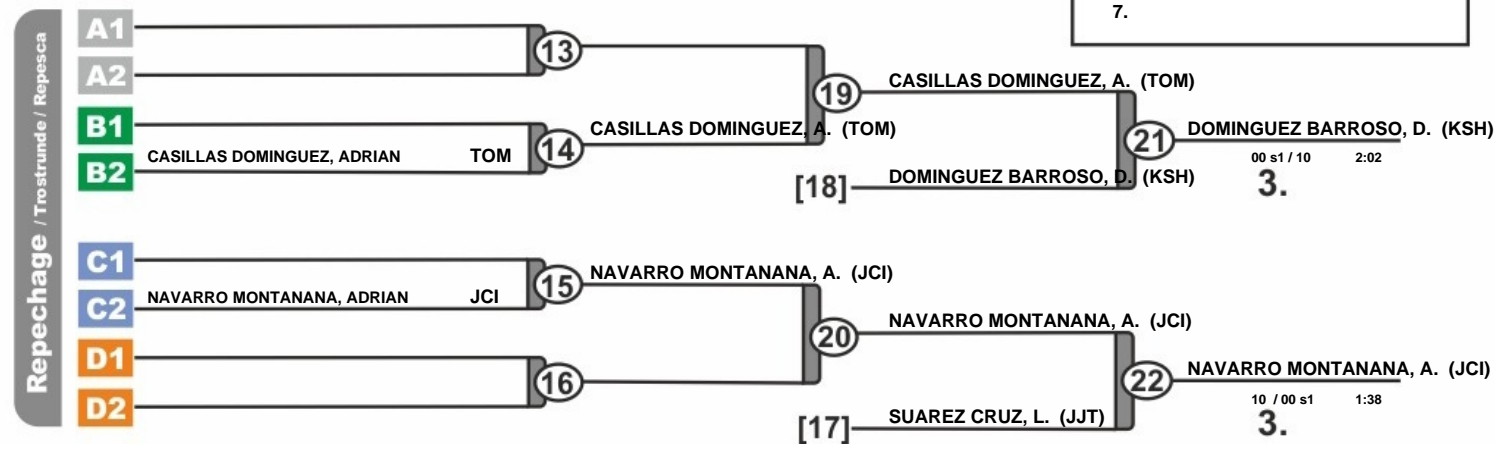 7.
Repechage / Trostrunde / Repesca
A1
13
A2
CASILLAS DOMINGUEZ, A. (TOM)
19
B1
CASILLAS DOMINGUEZ, A. (TOM)
DOMINGUEZ BARROSO, D. (KSH)
21
CASILLAS DOMINGUEZ, ADRIAN TOM
14
00 s1 / 10 2:02
B2
[18]
DOMINGUEZ BARROSO, D. (KSH)
3.
C1
NAVARRO MONTANANA, A. (JCI)
15
NAVARRO MONTANANA, ADRIAN JCI
C2
NAVARRO MONTANANA, A. (JCI)
20
D1
NAVARRO MONTANANA, A. (JCI)
22
16
10 / 00 s1 1:38
D2
SUAREZ CRUZ, L. (JJT)
[17]
3.